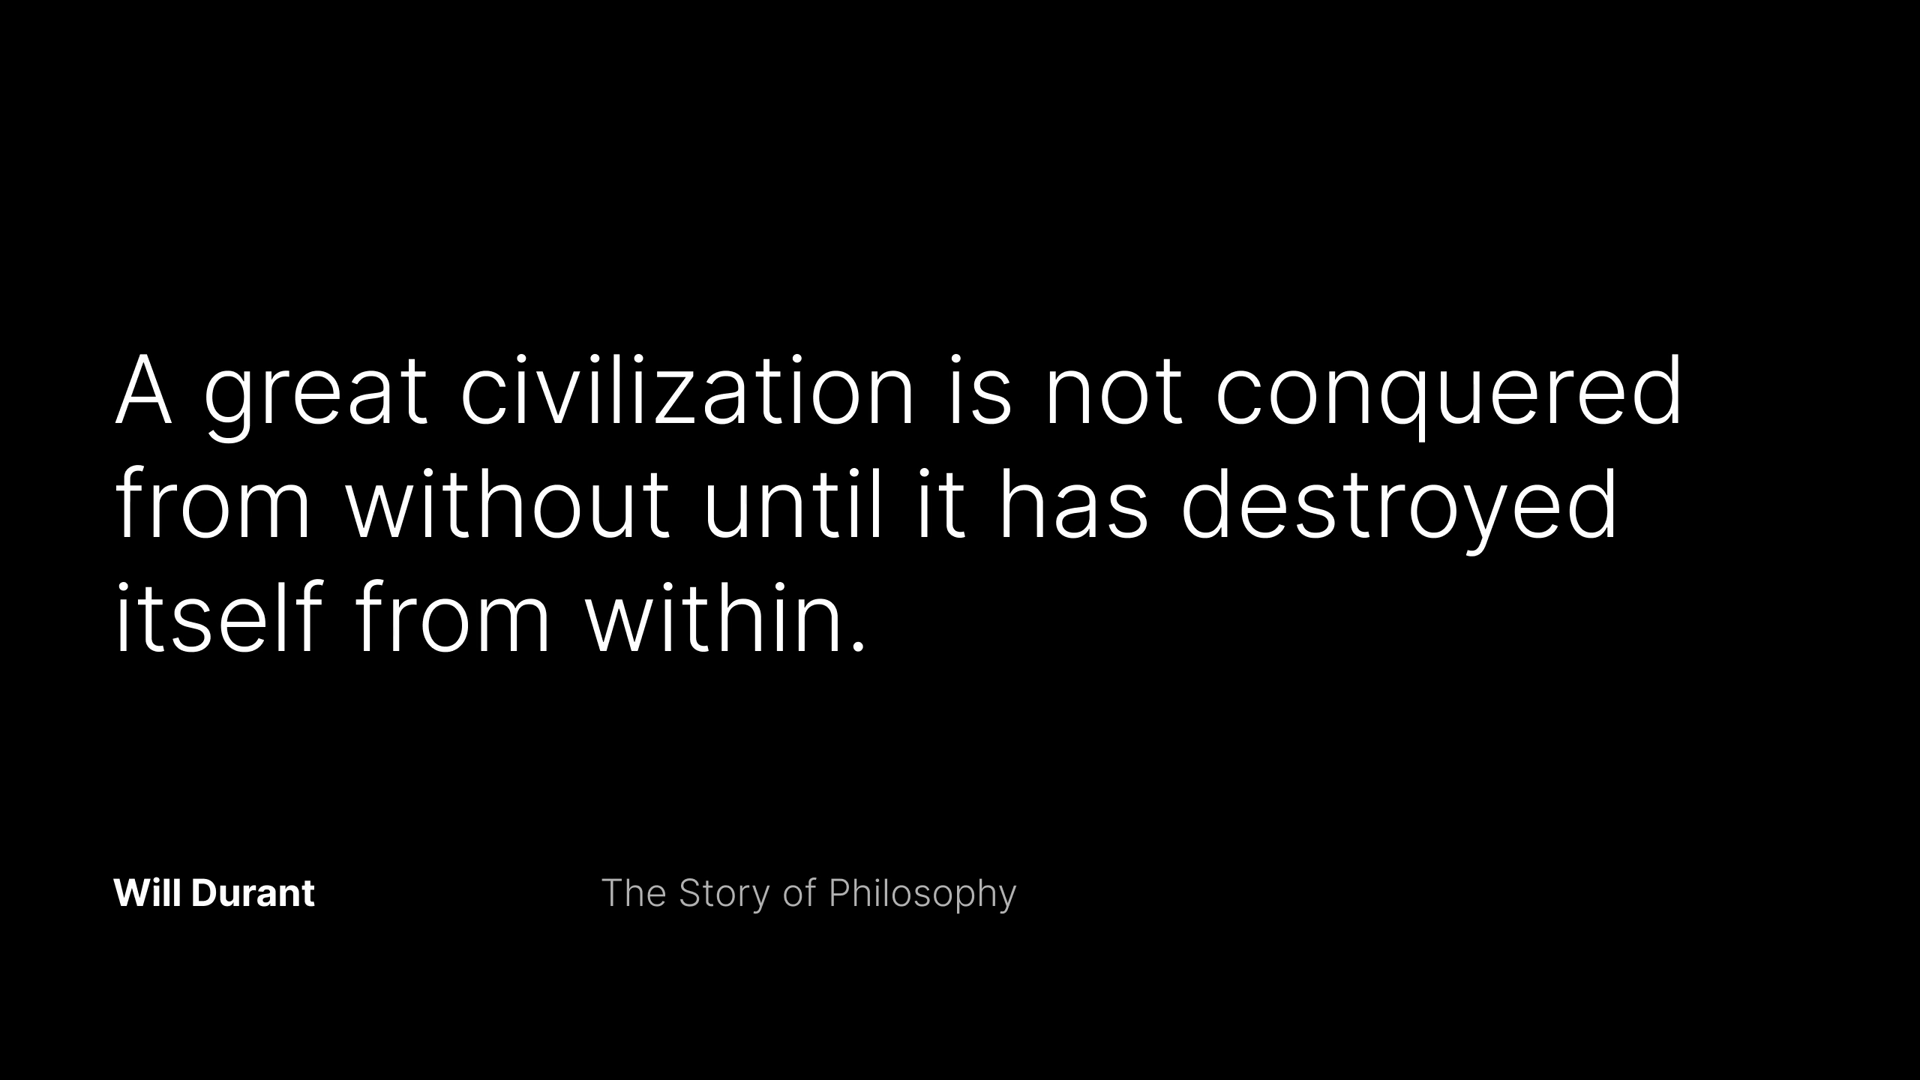 A great civilization is not conquered
from without until it has destroyed
itself from within.
Will Durant
The Story of Philosophy